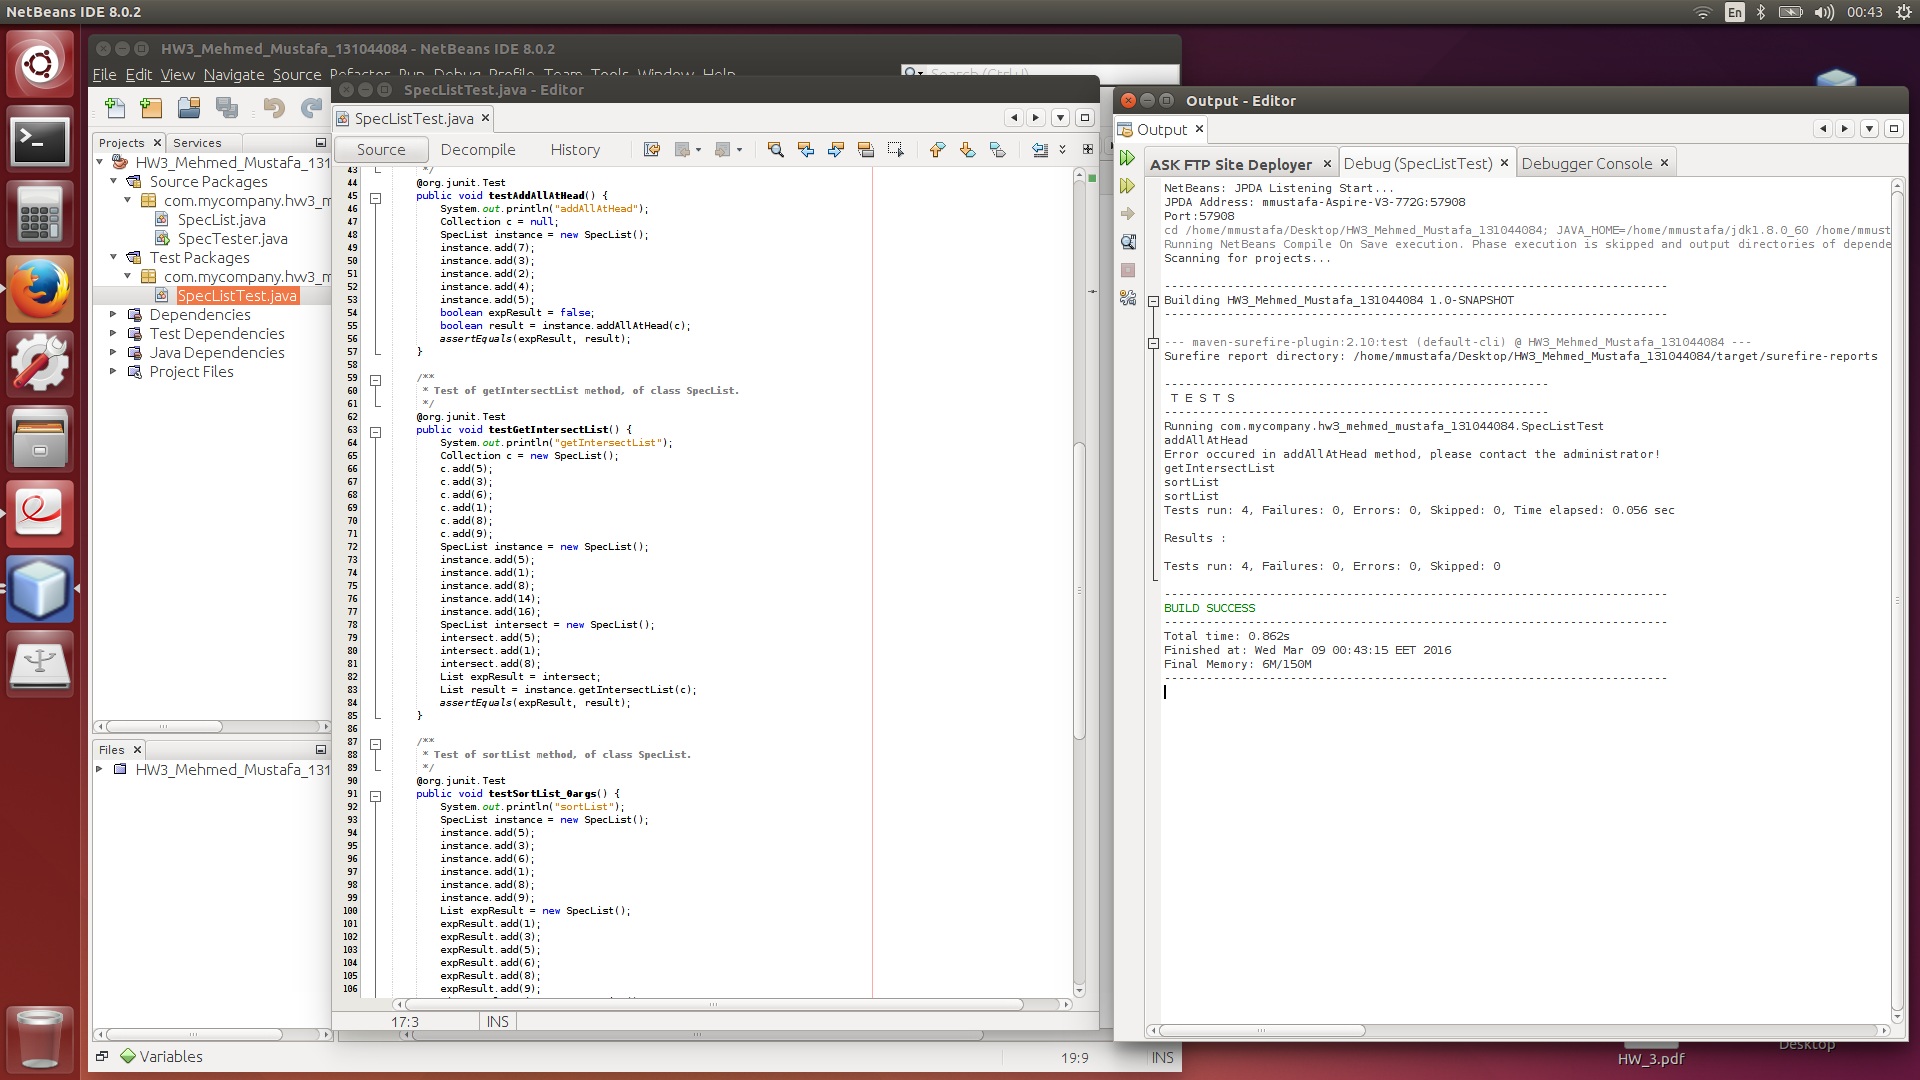 NetBeans IDE 8.0.2
En
00:43
HW3_Mehmed_Mustafa_131044084 - NetBeans IDE 8.0.2
File Edit View Navigate Source Refactor Run Debug Profile Team Tools Window Help
Search (Ctrl+I)
Projects
Services
HW3_Mehmed_Mustafa_131
Source Packages
com.mycompany.hw3_m
SpecList.java
SpecTester.java
Test Packages
com.mycompany.hw3_m
SpecListTest.java
Dependencies
Test Dependencies
Java Dependencies
Project Files
Files
HW3_Mehmed_Mustafa_131
Variables
19:9
INS
SpecListTest.java - Editor
SpecListTest.java
Source
Decompile
History
43 */
44 @org.junit.Test
45 public void testAddAllAtHead() {
46 System.out.println("addAllAtHead");
47 Collection c = null;
48 SpecList instance = new SpecList();
49 instance.add(7);
50 instance.add(3);
51 instance.add(2);
52 instance.add(4);
53 instance.add(5);
54 boolean expResult = false;
55 boolean result = instance.addAllAtHead(c);
56 assertEquals(expResult, result);
57 }
58
59 /**
60 * Test of getIntersectList method, of class SpecList.
61 */
62 @org.junit.Test
63 public void testGetIntersectList() {
64 System.out.println("getIntersectList");
65 Collection c = new SpecList();
66 c.add(5);
67 c.add(3);
68 c.add(6);
69 c.add(1);
70 c.add(8);
71 c.add(9);
72 SpecList instance = new SpecList();
73 instance.add(5);
74 instance.add(1);
75 instance.add(8);
76 instance.add(14);
77 instance.add(16);
78 SpecList intersect = new SpecList();
79 intersect.add(5);
80 intersect.add(1);
81 intersect.add(8);
82 List expResult = intersect;
83 List result = instance.getIntersectList(c);
84 assertEquals(expResult, result);
85 }
86
87 /**
88 * Test of sortList method, of class SpecList.
89 */
90 @org.junit.Test
91 public void testSortList_0args() {
92 System.out.println("sortList");
93 SpecList instance = new SpecList();
94 instance.add(5);
95 instance.add(3);
96 instance.add(6);
97 instance.add(1);
98 instance.add(8);
99 instance.add(9);
100 List expResult = new SpecList();
101 expResult.add(1);
102 expResult.add(3);
103 expResult.add(5);
104 expResult.add(6);
105 expResult.add(8);
106 expResult.add(9);
17:3
INS
Output - Editor
Output
ASK FTP Site Deployer
Debug (SpecListTest)
Debugger Console
NetBeans: JPDA Listening Start...
JPDA Address: mmustafa-Aspire-V3-772G:57908
Port:57908
cd /home/mmustafa/Desktop/HW3_Mehmed_Mustafa_131044084; JAVA_HOME=/home/mmustafa/jdk1.8.0_60 /home/mmust
Running NetBeans Compile On Save execution. Phase execution is skipped and output directories of depende
Scanning for projects...
------------------------------------------------------------------------
Building HW3_Mehmed_Mustafa_131044084 1.0-SNAPSHOT
------------------------------------------------------------------------
--- maven-surefire-plugin:2.10:test (default-cli) @ HW3_Mehmed_Mustafa_131044084 ---
Surefire report directory: /home/mmustafa/Desktop/HW3_Mehmed_Mustafa_131044084/target/surefire-reports
-------------------------------------------------------
T E S T S
-------------------------------------------------------
Running com.mycompany.hw3_mehmed_mustafa_131044084.SpecListTest
addAllAtHead
Error occured in addAllAtHead method, please contact the administrator!
getIntersectList
sortList
sortList
Tests run: 4, Failures: 0, Errors: 0, Skipped: 0, Time elapsed: 0.056 sec
Results :
Tests run: 4, Failures: 0, Errors: 0, Skipped: 0
------------------------------------------------------------------------
BUILD SUCCESS
------------------------------------------------------------------------
Total time: 0.862s
Finished at: Wed Mar 09 00:43:15 EET 2016
Final Memory: 6M/150M
------------------------------------------------------------------------
HW_3.pdf
Desktop